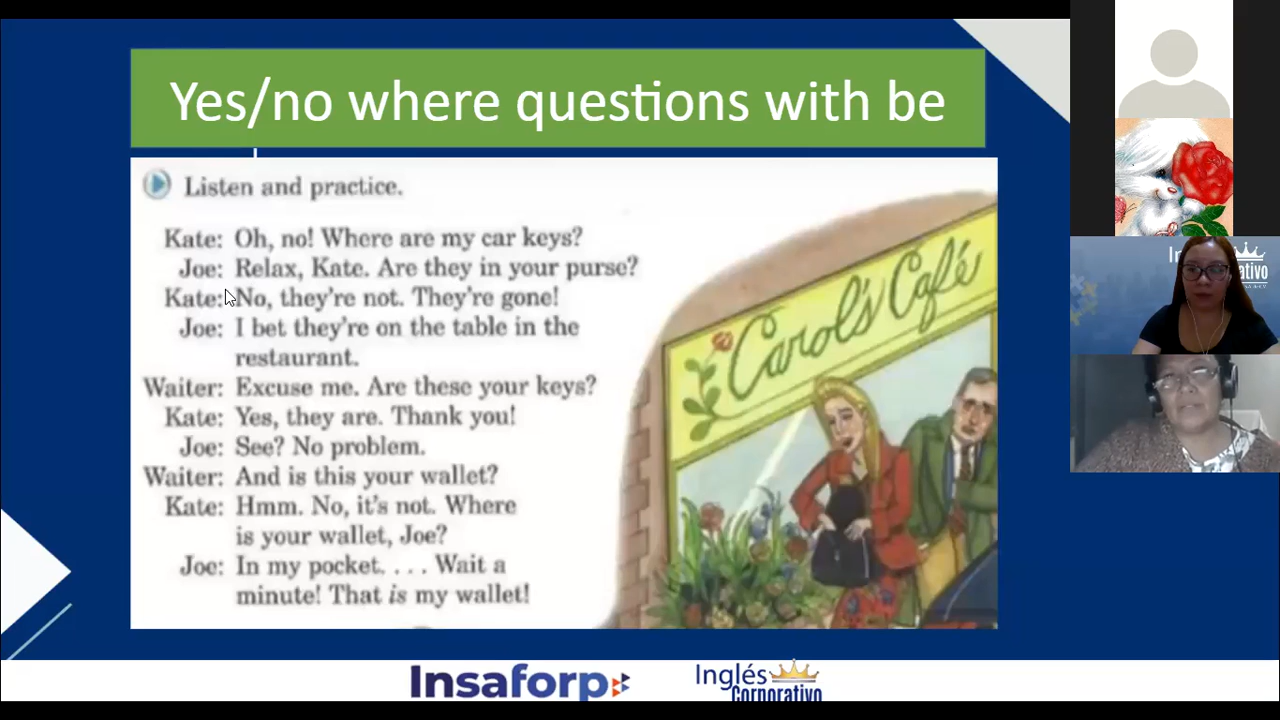 Yes/no where questions with be
Listen and practice.
Kate: Oh, no! Where are my car keys?
Joe: Relax, Kate. Are they in your purse?
Kate: No, they're not. They're gone!
Joe: I bet they're on the table in the
restaurant.
Waiter: Excuse me. Are these your keys?
Kate: Yes, they are. Thank you!
Joe: See? No problem.
Waiter: And is this your wallet?
Kate: Hmm. No, it's not. Where
is your wallet, Joe?
Joe: In my pocket. . . . Wait a
minute! That is my wallet!
Carol's Café
Insaforp
Inglés
Corporativo